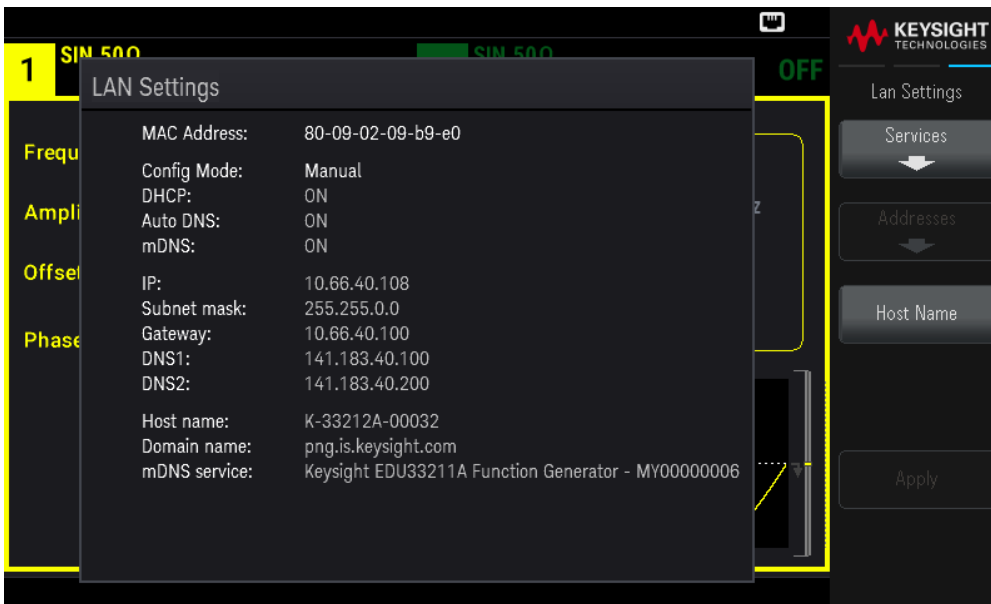 KEYSIGHT
TECHNOLOGIES
1 SIN 50Ω
SIN 50Ω
OFF
LAN Settings
Lan Settings
MAC Address: 80-09-02-09-b9-e0
Services
Config Mode: Manual
DHCP: ON
Auto DNS: ON
mDNS: ON
Addresses
IP: 10.66.40.108
Subnet mask: 255.255.0.0
Gateway: 10.66.40.100
DNS1: 141.183.40.100
DNS2: 141.183.40.200
Host Name
Host name: K-33212A-00032
Domain name: png.is.keysight.com
mDNS service: Keysight EDU33211A Function Generator - MY00000006
Apply
Frequ
Ampli
Offset
Phase
z